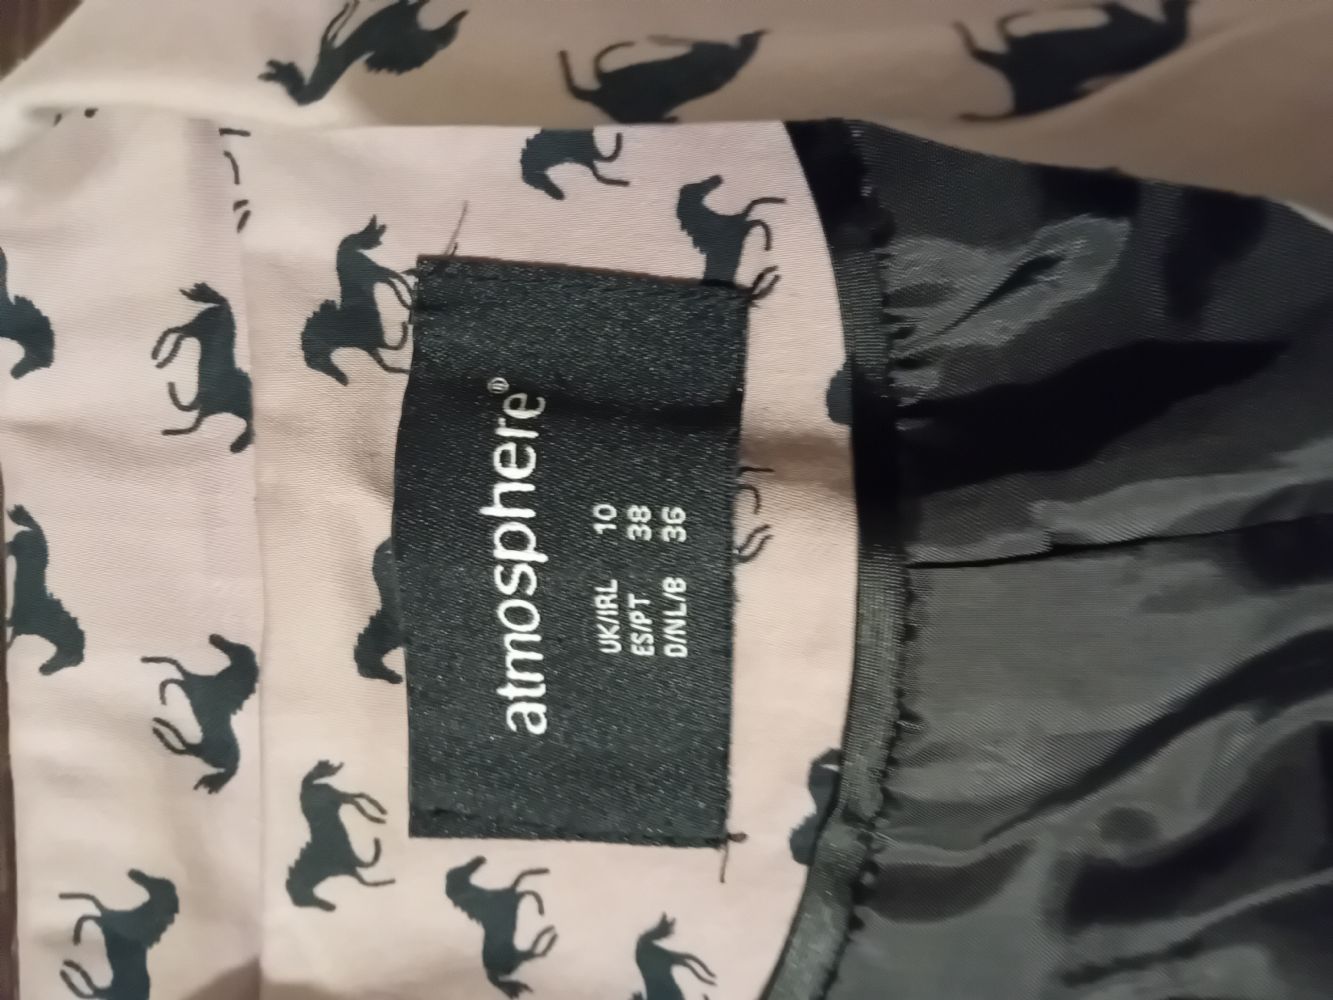 atmosphere®
UK/IRL 10
ES/PT 38
D/NL/B 36